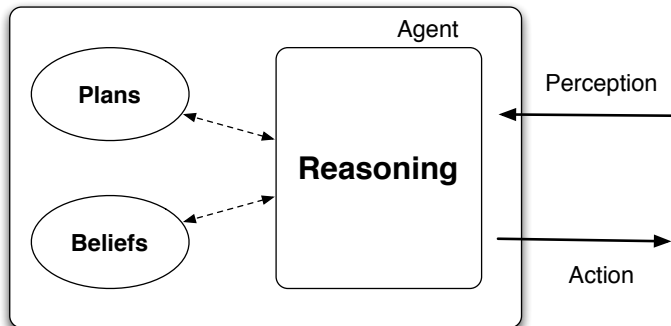 Agent
Plans
Perception
Reasoning
Beliefs
Action